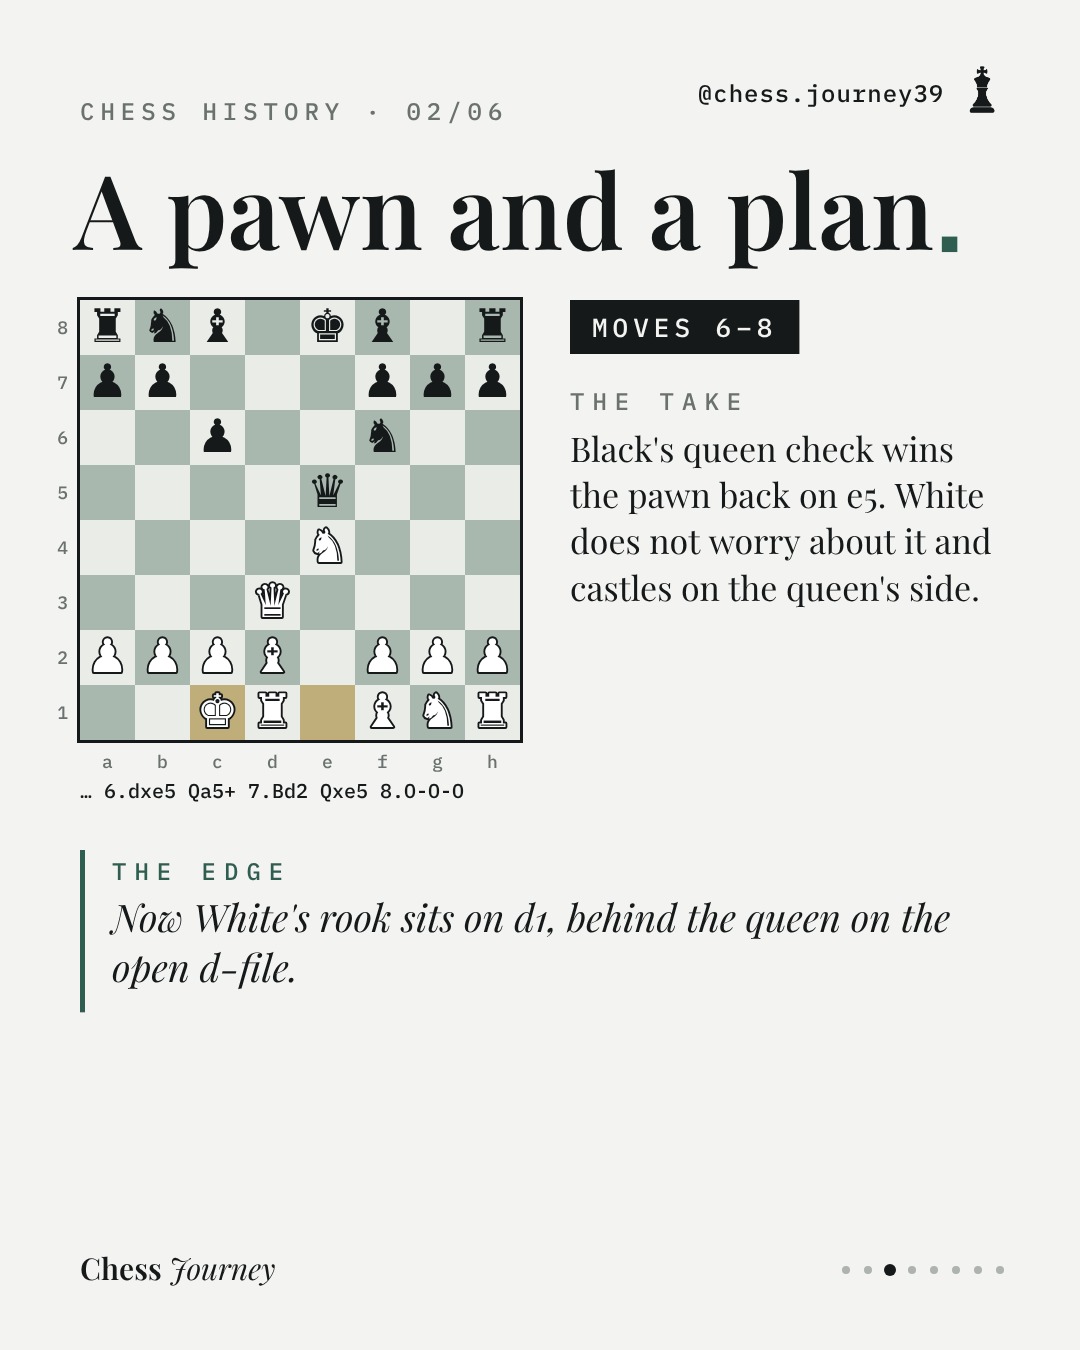 CHESS HISTORY · 02/06
@chess.journey39
A pawn and a plan.
8
7
6
5
4
3
2
1
a b c d e f g h
… 6.dxe5 Qa5+ 7.Bd2 Qxe5 8.O-O-O
MOVES 6–8
THE TAKE
Black's queen check wins
the pawn back on e5. White
does not worry about it and
castles on the queen's side.
THE EDGE
Now White's rook sits on d1, behind the queen on the
open d-file.
Chess Journey